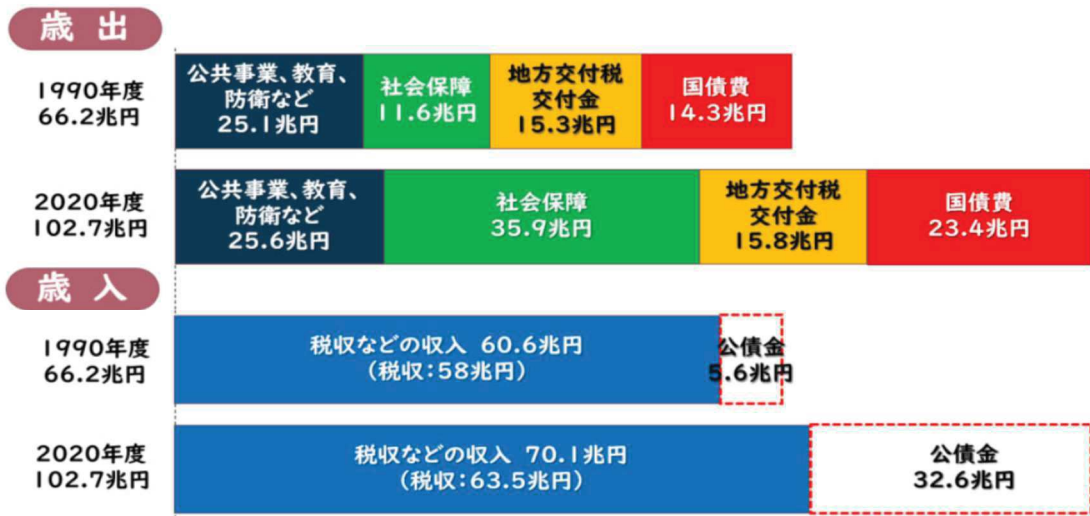 歳出
1990年度
66.2兆円
公共事業、教育、
防衛など
25.1兆円
社会保障
11.6兆円
地方交付税
交付金
15.3兆円
国債費
14.3兆円
2020年度
102.7兆円
公共事業、教育、
防衛など
25.6兆円
社会保障
35.9兆円
地方交付税
交付金
15.8兆円
国債費
23.4兆円
歳入
1990年度
66.2兆円
税収などの収入 60.6兆円
(税収:58兆円)
公債金
5.6兆円
2020年度
102.7兆円
税収などの収入 70.1兆円
(税収:63.5兆円)
公債金
32.6兆円